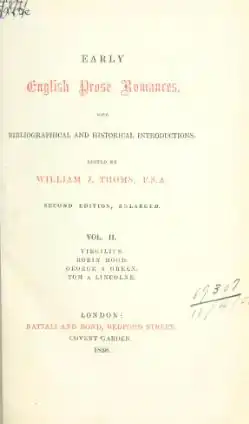 EARLY
English Prose Romances,
WITH
BIBLIOGRAPHICAL AND HISTORICAL INTRODUCTIONS.
EDITED BY
WILLIAM J. THOMS, F.S.A
SECOND EDITION, ENLARGED.
VOL. II.
VIRGILIUS.
ROBIN HOOD.
GEORGE A GREEN.
TOM A LINCOLNE.
LONDON:
NATTALI AND BOND, BEDFORD STREET,
COVENT GARDEN.
1858.
69307